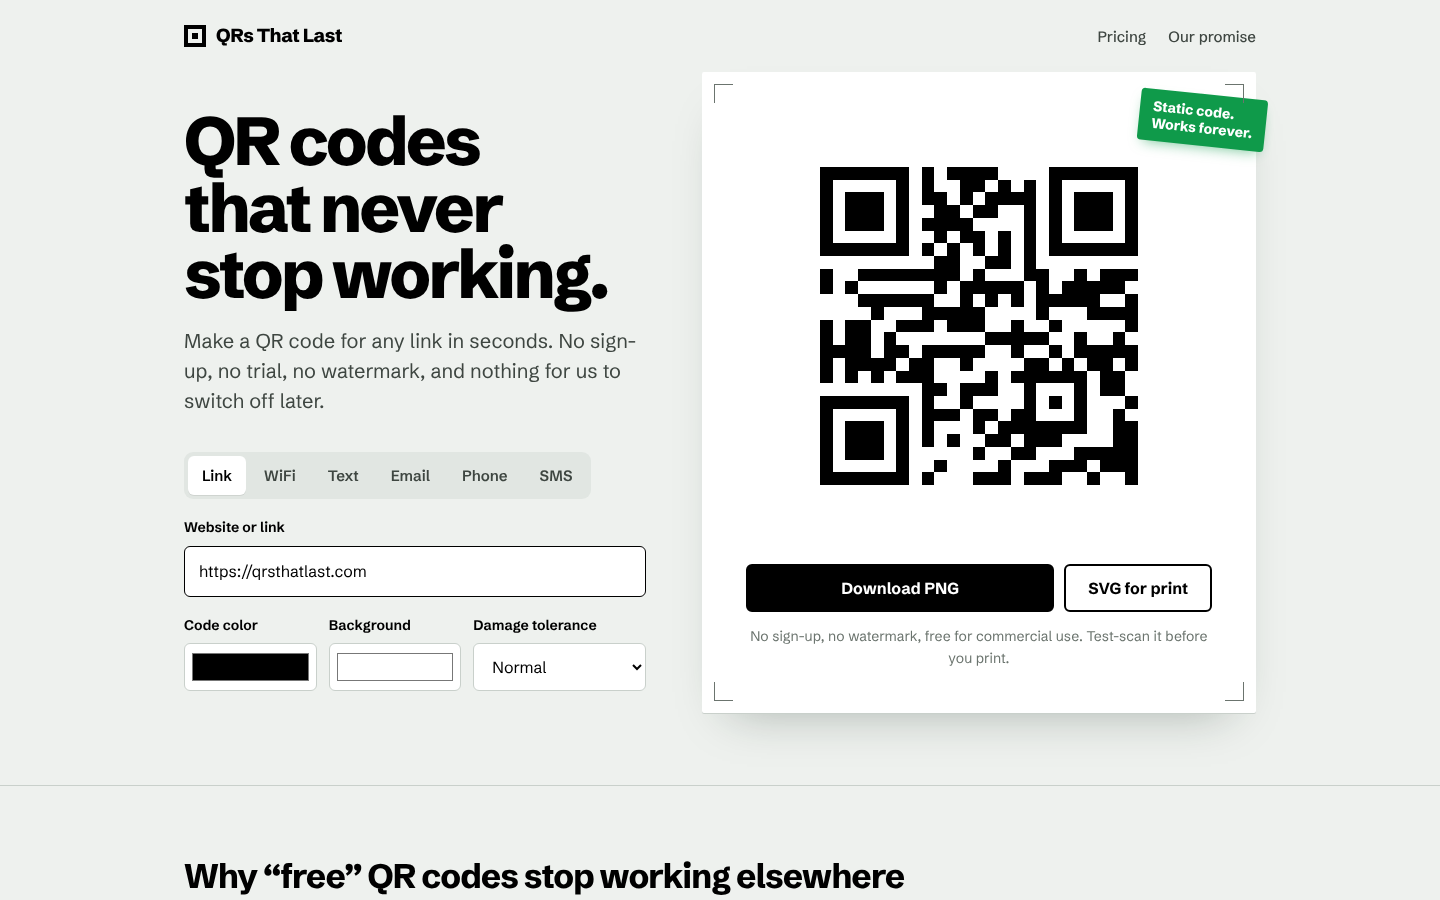 QRs That Last
Pricing
Our promise
QR codes
that never
stop working.
Make a QR code for any link in seconds. No sign-
up, no trial, no watermark, and nothing for us to
switch off later.
Link
WiFi
Text
Email
Phone
SMS
Website or link
https://qrsthatlast.com
Code color
Background
Damage tolerance
Normal
Static code.
Works forever.
Download PNG
SVG for print
No sign-up, no watermark, free for commercial use. Test-scan it before
you print.
Why “free” QR codes stop working elsewhere